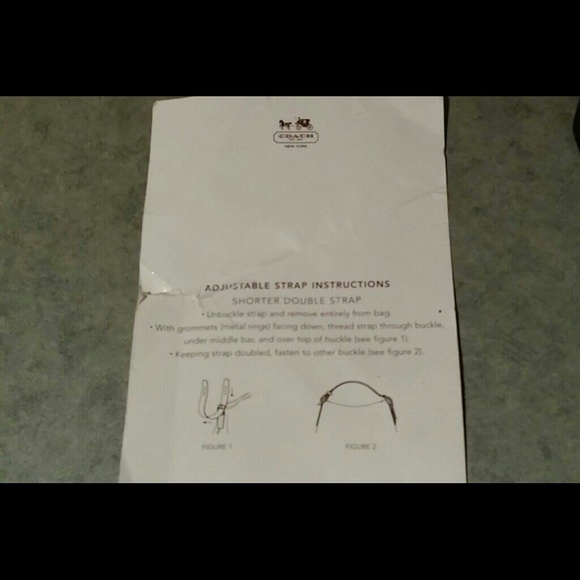 COACH
NEW YORK
ADJUSTABLE STRAP INSTRUCTIONS
SHORTER DOUBLE STRAP
• Unbuckle strap and remove entirely from bag.
• With grommets (metal rings) facing down, thread strap through buckle,
under middle bar, and over top of buckle (see figure 1).
• Keeping strap doubled, fasten to other buckle (see figure 2).
FIGURE 1
FIGURE 2